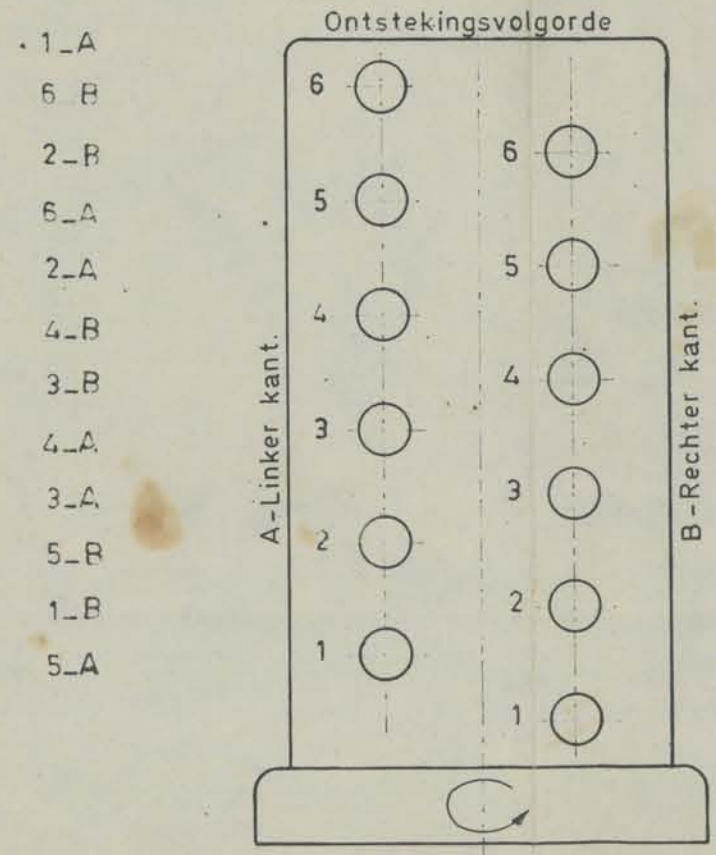 Ontstekingsvolgorde
1_A
6_B
2_B
6_A
2_A
4_B
3_B
4_A
3_A
5_B
1_B
5_A
A-Linker kant.
6
5
4
3
2
1
6
5
4
3
2
1
B-Rechter kant.